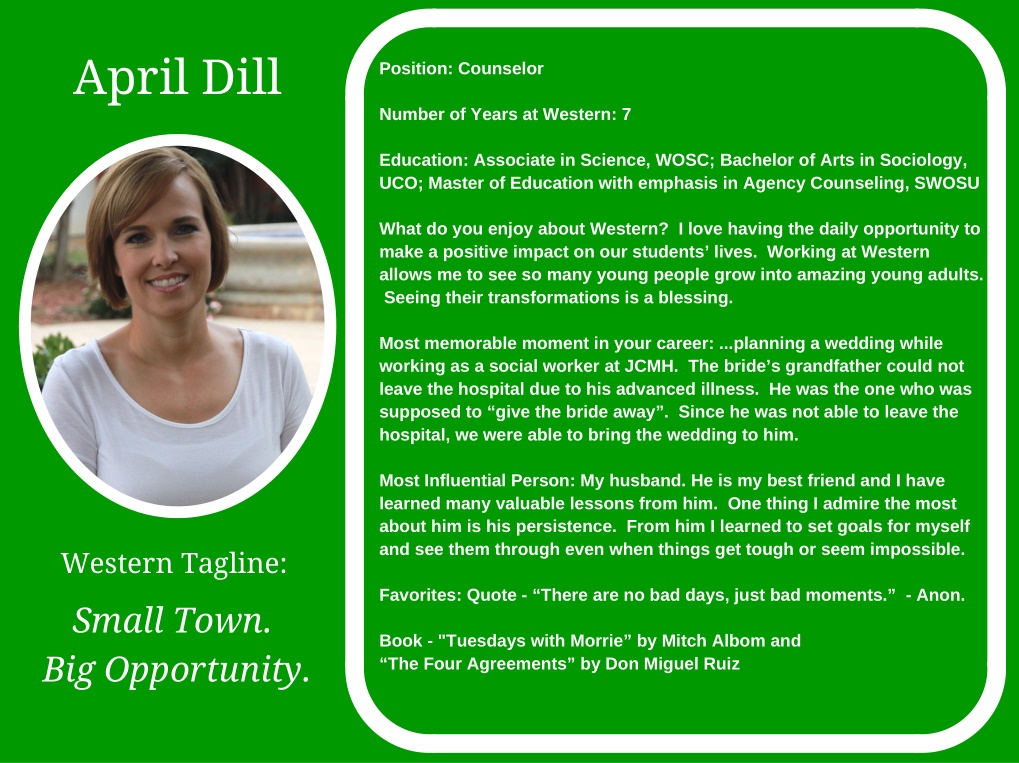 April Dill
Western Tagline:
Small Town.
Big Opportunity.
Position: Counselor
Number of Years at Western: 7
Education: Associate in Science, WOSC; Bachelor of Arts in Sociology,
UCO; Master of Education with emphasis in Agency Counseling, SWOSU
What do you enjoy about Western?  I love having the daily opportunity to
make a positive impact on our students’ lives.  Working at Western
allows me to see so many young people grow into amazing young adults.
Seeing their transformations is a blessing.
Most memorable moment in your career: ...planning a wedding while
working as a social worker at JCMH.  The bride’s grandfather could not
leave the hospital due to his advanced illness.  He was the one who was
supposed to “give the bride away”.  Since he was not able to leave the
hospital, we were able to bring the wedding to him.
Most Influential Person: My husband. He is my best friend and I have
learned many valuable lessons from him.  One thing I admire the most
about him is his persistence.  From him I learned to set goals for myself
and see them through even when things get tough or seem impossible.
Favorites: Quote - “There are no bad days, just bad moments.”  - Anon.
Book - "Tuesdays with Morrie” by Mitch Albom and
“The Four Agreements” by Don Miguel Ruiz